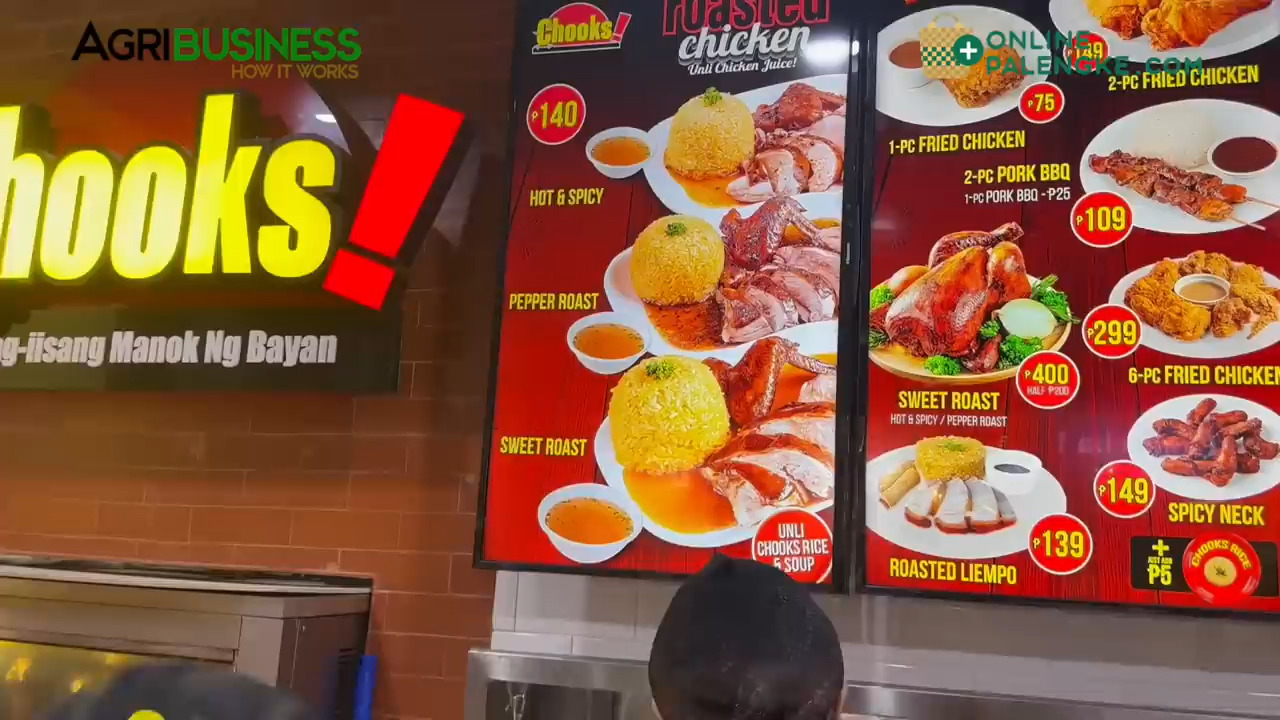 AGRIBUSINESS
HOW IT WORKS
hooks!
g-iisang Manok Ng Bayan
Chooks!
roasted
chicken
Unli Chicken Juice!
₱140
HOT & SPICY
PEPPER ROAST
SWEET ROAST
UNLI
CHOOKS RICE
& SOUP
ONLINE
PALENGKE.COM
₱149
2-PC FRIED CHICKEN
₱75
1-PC FRIED CHICKEN
2-PC PORK BBQ
1-PC PORK BBQ -₱25
₱109
₱299
6-PC FRIED CHICKEN
₱400
HALF ₱200
SWEET ROAST
HOT & SPICY / PEPPER ROAST
₱149
SPICY NECK
₱139
ROASTED LIEMPO
+
JUST ADD
₱5
CHOOKS RICE